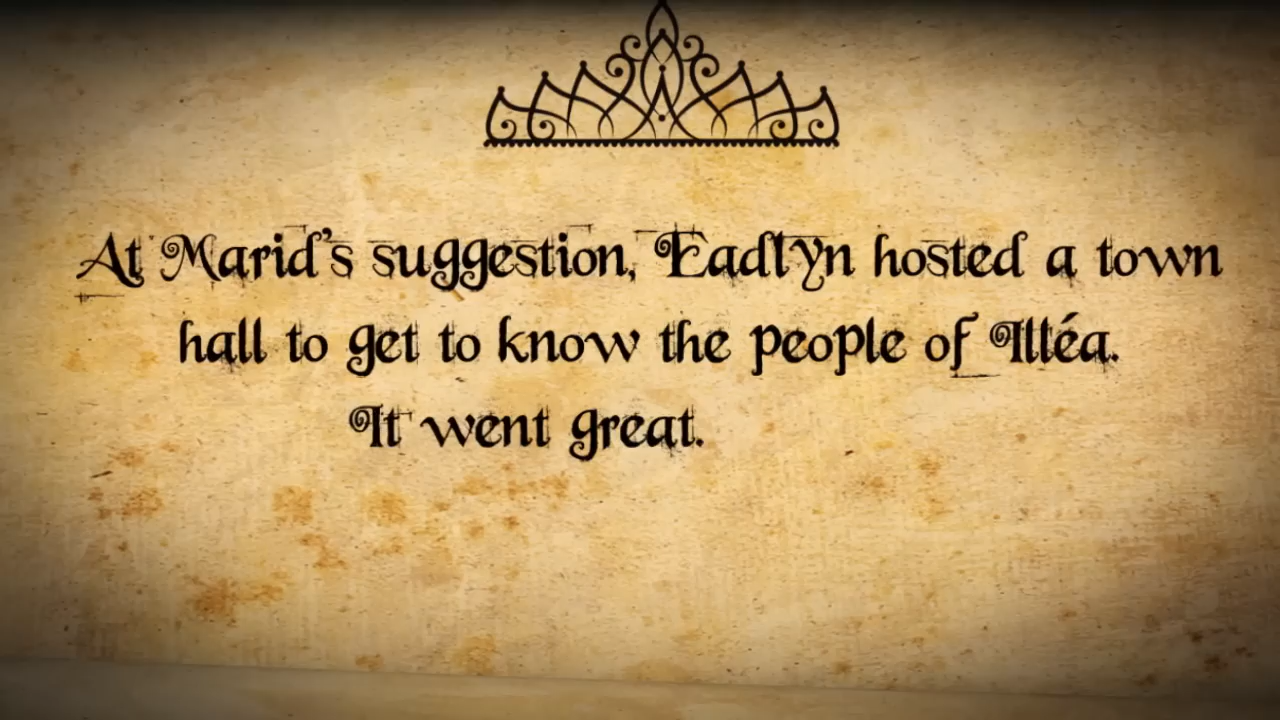 At Marid's suggestion, Eadlyn hosted a town
hall to get to know the people of Illéa.
It went great.